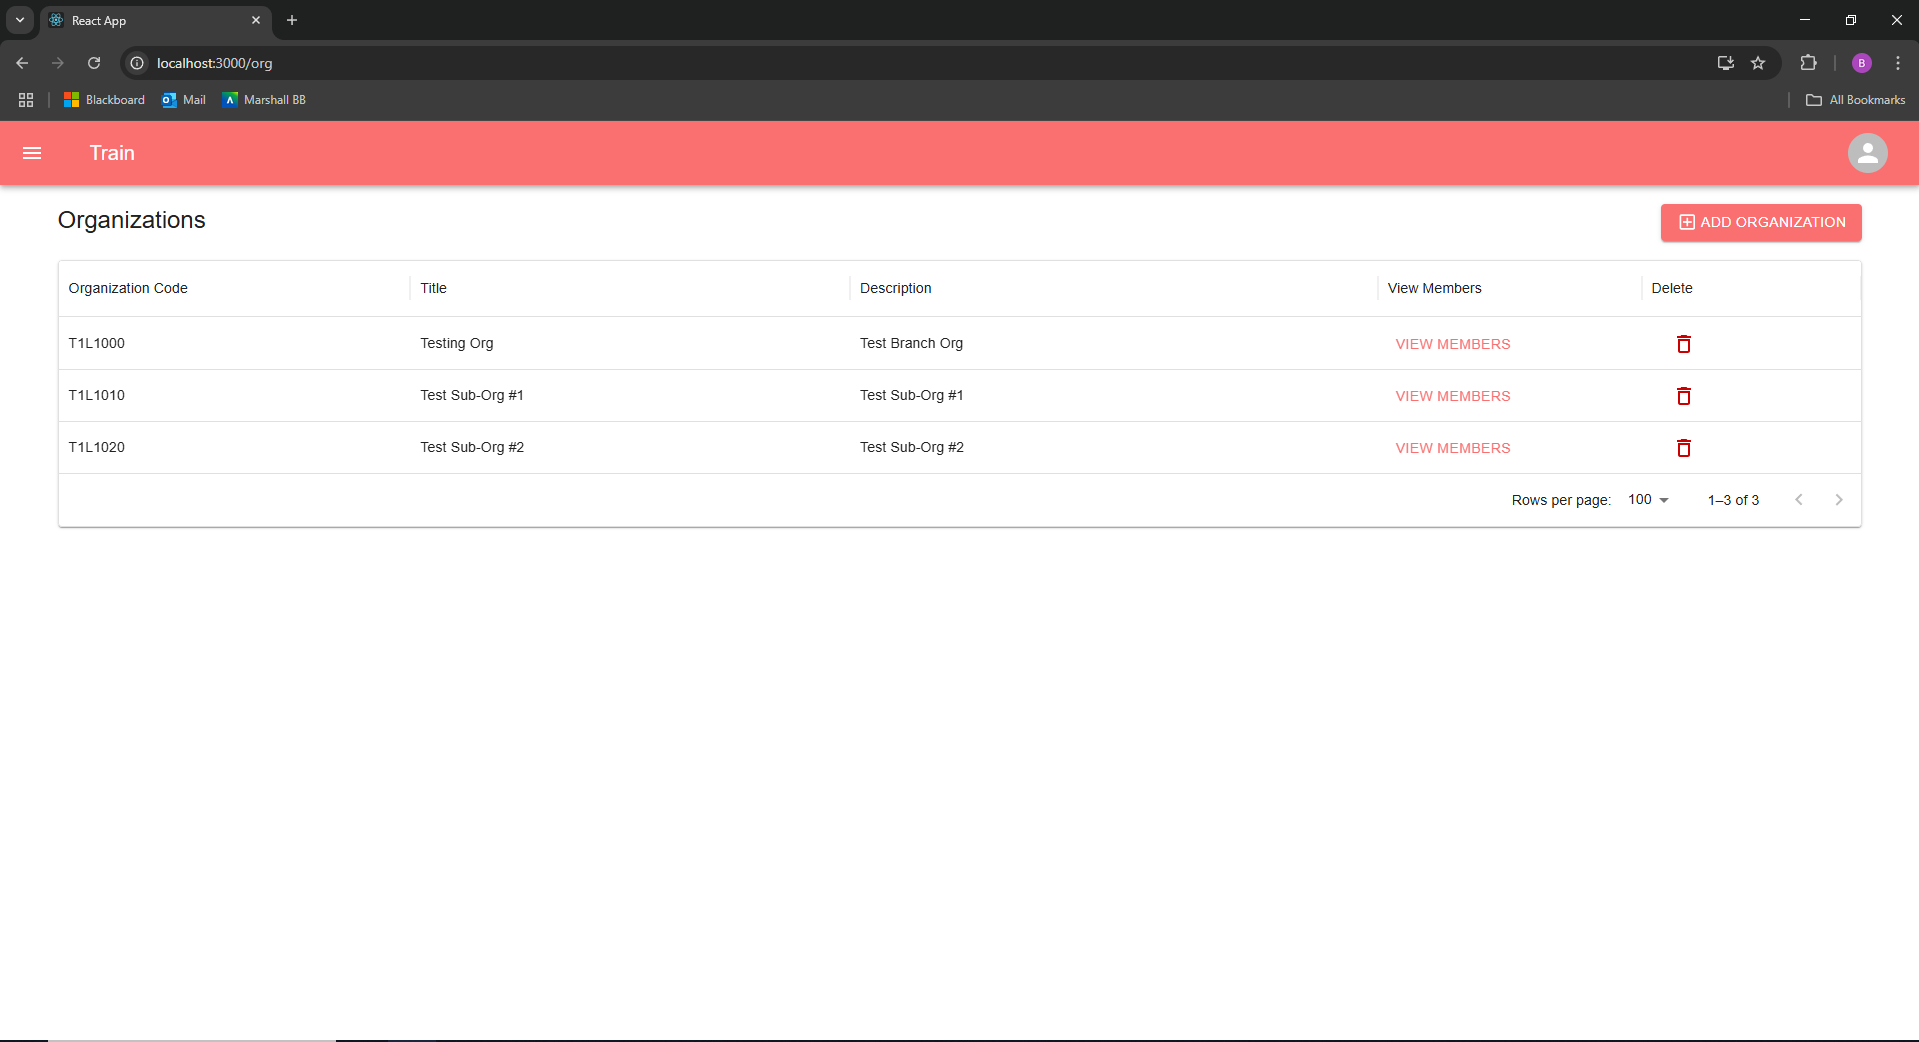 React App
localhost:3000/org
B
Blackboard Mail Marshall BB All Bookmarks
Train
Organizations ADD ORGANIZATION
Organization Code Title Description View Members Delete
T1L1000 Testing Org Test Branch Org VIEW MEMBERS
T1L1010 Test Sub-Org #1 Test Sub-Org #1 VIEW MEMBERS
T1L1020 Test Sub-Org #2 Test Sub-Org #2 VIEW MEMBERS
Rows per page: 100 1–3 of 3